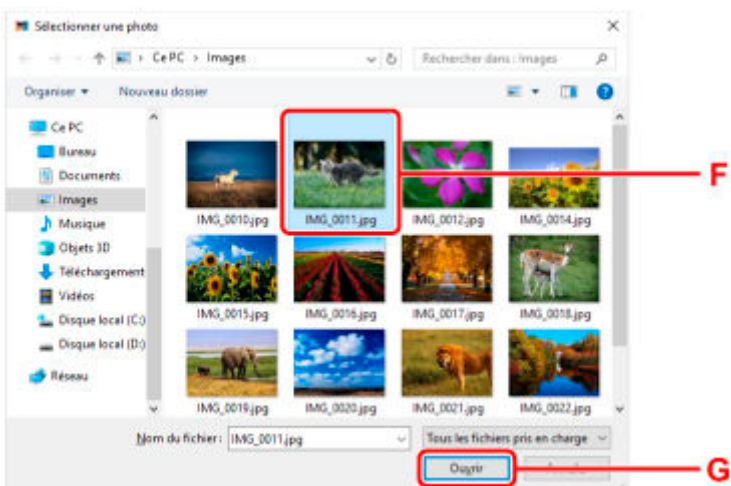 Sélectionner une photo
Ce PC > Images
Rechercher dans : Images
Organiser
Nouveau dossier
Ce PC
Bureau
Documents
Images
Musique
Objets 3D
Téléchargement
Vidéos
Disque local (C:)
Disque local (D:)
Réseau
IMG_0010.jpg
IMG_0011.jpg
IMG_0012.jpg
IMG_0014.jpg
F
IMG_0015.jpg
IMG_0016.jpg
IMG_0017.jpg
IMG_0018.jpg
IMG_0019.jpg
IMG_0020.jpg
IMG_0021.jpg
IMG_0022.jpg
Nom du fichier : IMG_0011.jpg
Tous les fichiers pris en charge
Ouvrir
G